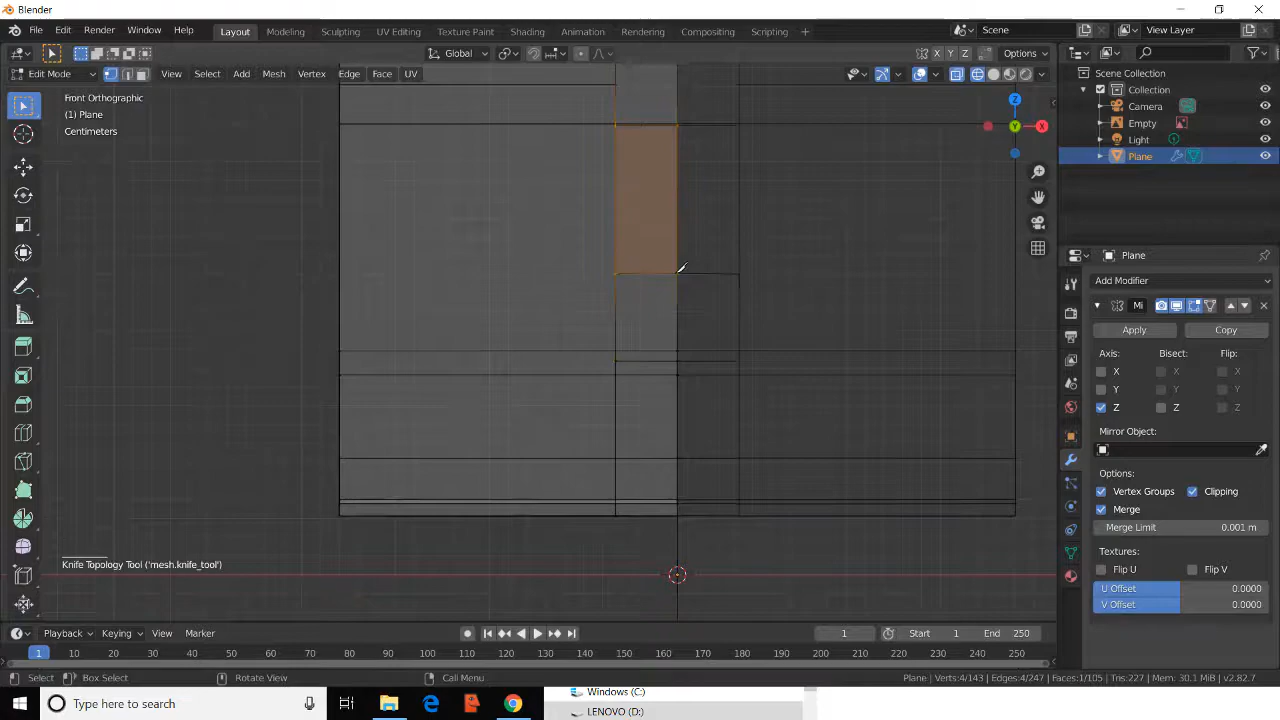 Blender
File Edit Render Window Help Layout Modeling Sculpting UV Editing Texture Paint Shading Animation Rendering Compositing Scripting + Scene View Layer
Global X Y Z Options
Edit Mode View Select Add Mesh Vertex Edge Face UV
Front Orthographic
(1) Plane
Centimeters
Z
Y
X
Knife Topology Tool ('mesh.knife_tool')
Scene Collection
Collection
Camera
Empty
Light
Plane
Plane
Add Modifier
Mi
Apply Copy
Axis: Bisect: Flip:
X X X
Y Y Y
Z Z Z
Mirror Object:
Options:
Vertex Groups Clipping
Merge
Merge Limit 0.001 m
Textures:
Flip U Flip V
U Offset 0.0000
V Offset 0.0000
Playback Keying View Marker 1 Start 1 End 250
1 10 20 30 40 50 60 70 80 90 100 110 120 130 140 150 160 170 180 190 200 210 220 230 240 250
Select Box Select Rotate View Call Menu Plane | Verts:4/143 | Edges:4/247 | Faces:1/105 | Tris:227 | Mem: 30.1 MiB | v2.82.7
Type here to search
Windows (C:)
LENOVO (D:)